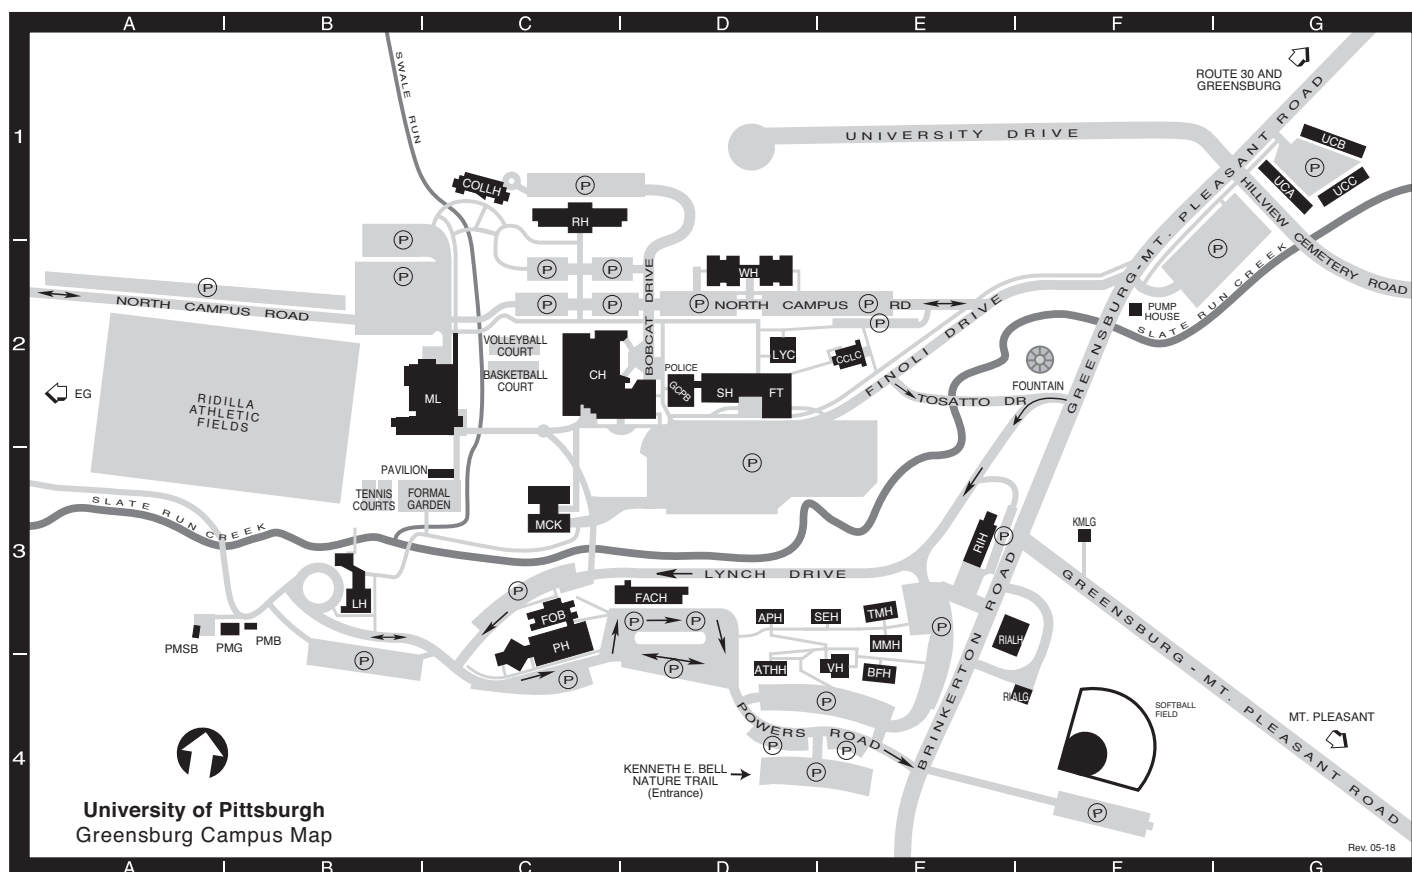 A B C D E F G
1
2
3
4
SWALE RUN
ROUTE 30 AND
GREENSBURG
UNIVERSITY DRIVE
GREENSBURG-MT. PLEASANT ROAD
UCB
P
UCA
UCC
HILLVIEW CEMETERY ROAD
COLLH
P
RH
P
P
P
P
P
WH
P
P
BOBCAT DRIVE
P
NORTH CAMPUS
P
RD
P
P
NORTH CAMPUS ROAD
P
FINOLI DRIVE
PUMP
HOUSE
SLATE RUN CREEK
VOLLEYBALL
COURT
BASKETBALL
COURT
CH
LYC
CCLC
POLICE
GCPB
SH
FT
FOUNTAIN
TOSATTO DR
EG
RIDILLA
ATHLETIC
FIELDS
ML
PAVILION
TENNIS
COURTS
FORMAL
GARDEN
P
MCK
SLATE RUN CREEK
RIH
P
KMLG
LYNCH DRIVE
P
FACH
LH
FOB
PH
P
P
P
APH
SEH
TMH
P
MMH
ATHH
VH
BFH
RIALH
RIALG
PMSB
PMG
PMB
P
P
P
BRINKERTON ROAD
GREENSBURG-MT. PLEASANT ROAD
SOFTBALL
FIELD
MT. PLEASANT
POWERS ROAD
P
P
P
P
KENNETH E. BELL
NATURE TRAIL
(Entrance)
University of Pittsburgh
Greensburg Campus Map
Rev. 05-18
A B C D E F G
1
2
3
4